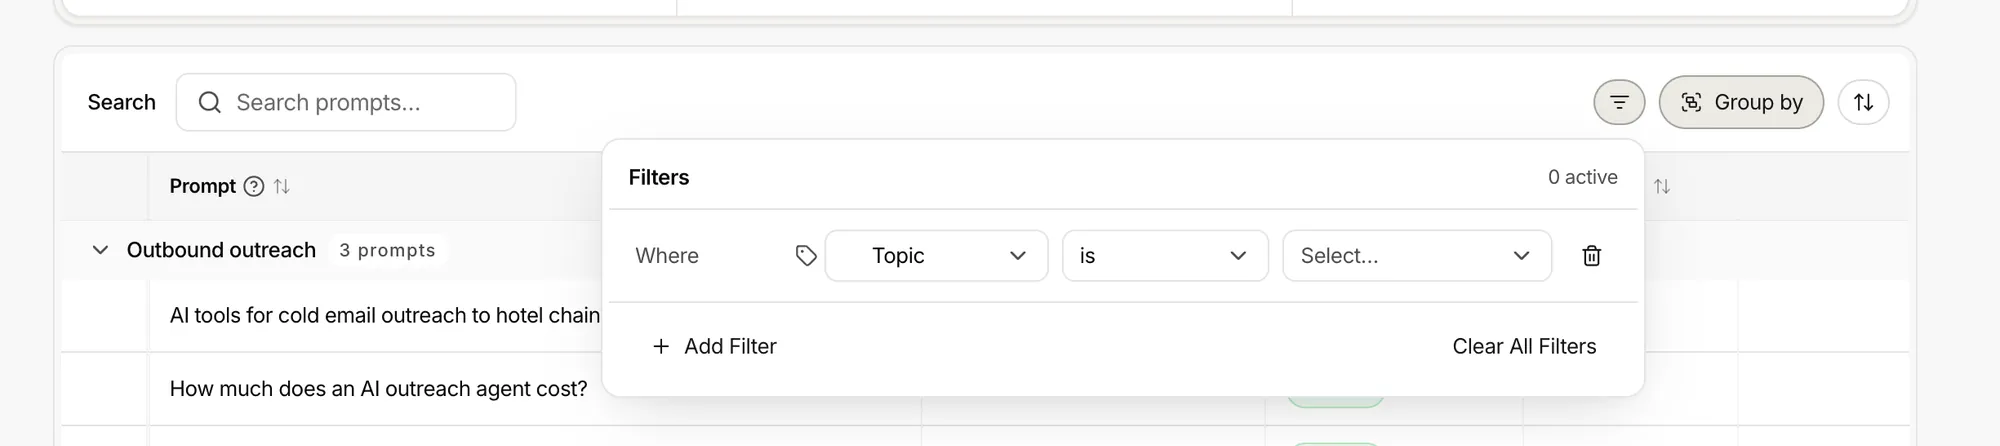 Search Search prompts... Group by
Filters 0 active
Prompt
Where Topic is Select...
Outbound outreach 3 prompts
AI tools for cold email outreach to hotel chain
Add Filter Clear All Filters
How much does an AI outreach agent cost?